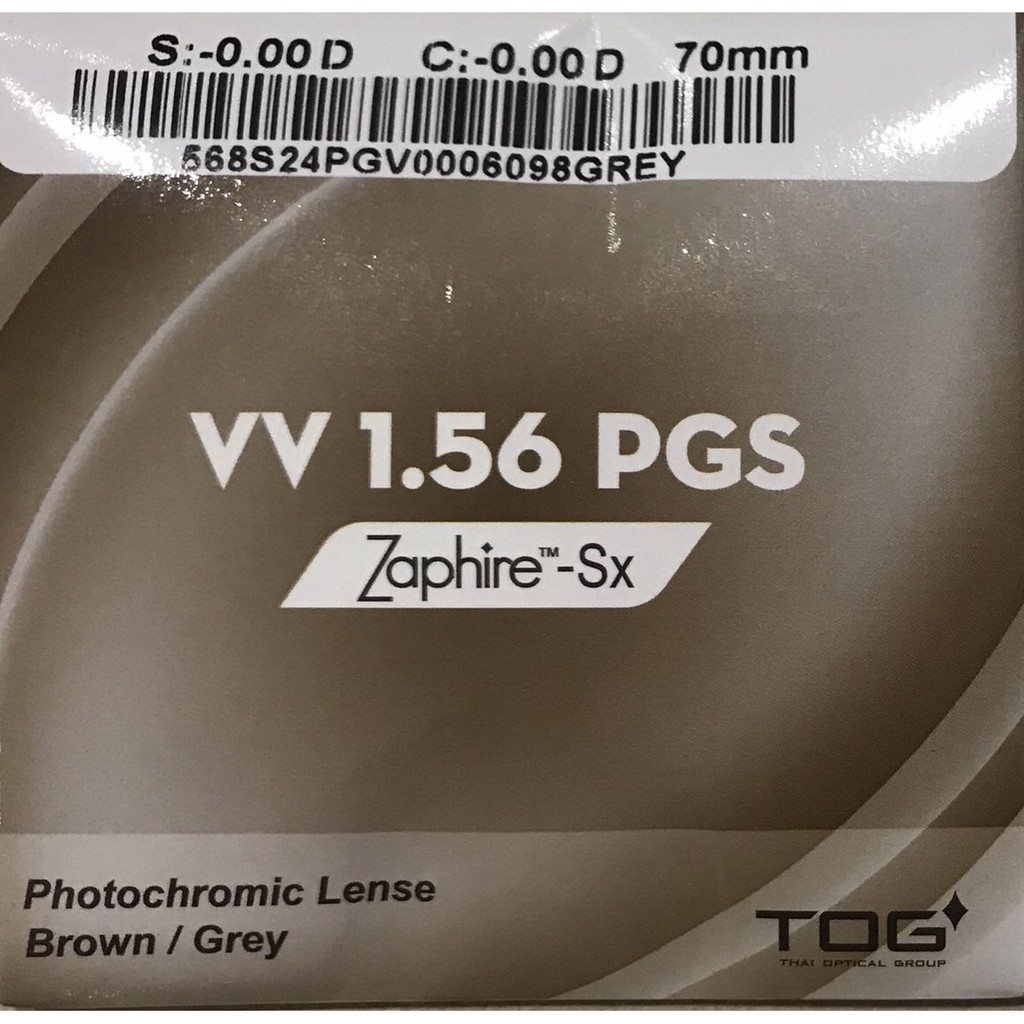 S:-0.00 D C:-0.00 D 70mm
568S24PGV0006098GREY
VV 1.56 PGS
Zaphire™-Sx
Photochromic Lense
Brown / Grey
TOG
THAI OPTICAL GROUP